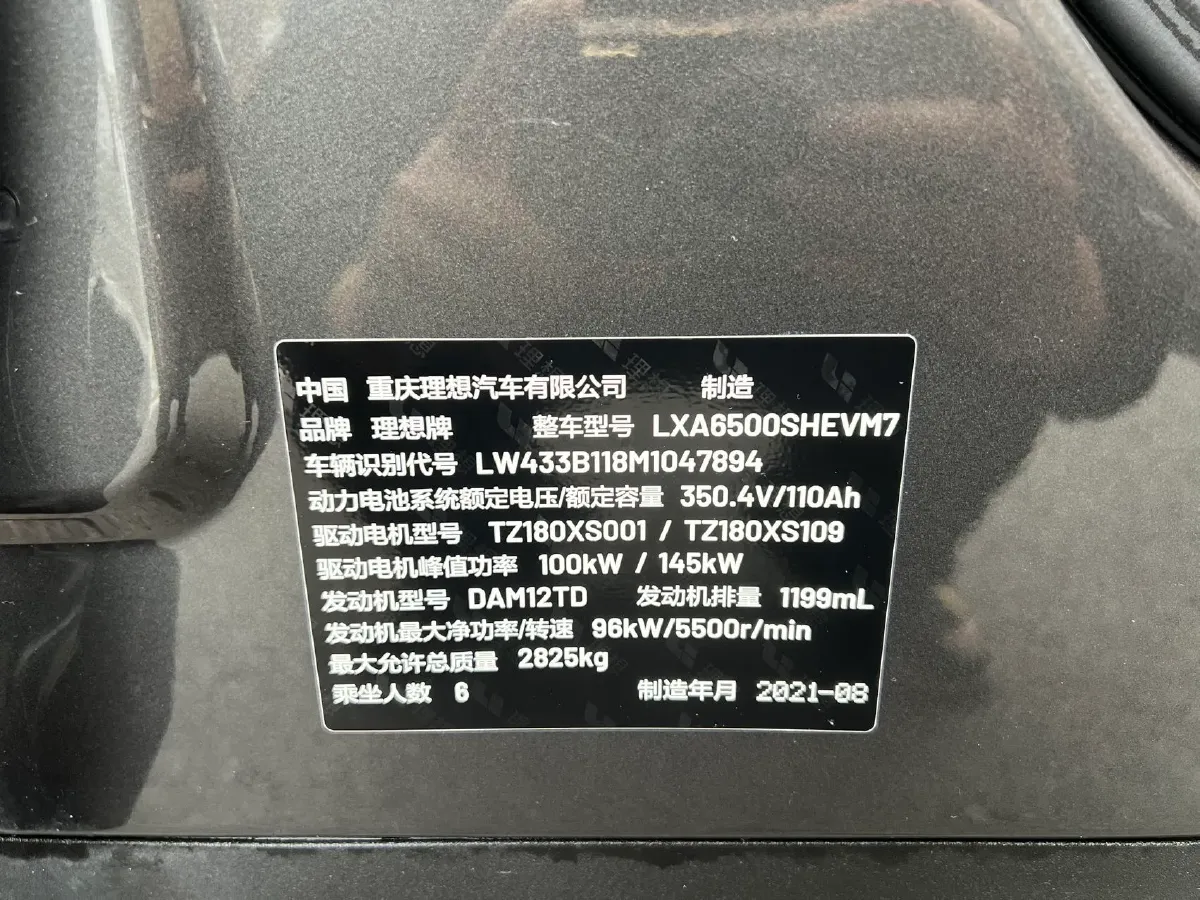 中国 重庆理想汽车有限公司 制造
品牌 理想牌 整车型号 LXA6500SHEVM7
车辆识别代号 LW433B118M1047894
动力电池系统额定电压/额定容量 350.4V/110Ah
驱动电机型号 TZ180XS001 / TZ180XS109
驱动电机峰值功率 100kW / 145kW
发动机型号 DAM12TD 发动机排量 1199mL
发动机最大净功率/转速 96kW/5500r/min
最大允许总质量 2825kg
乘坐人数 6 制造年月 2021-08